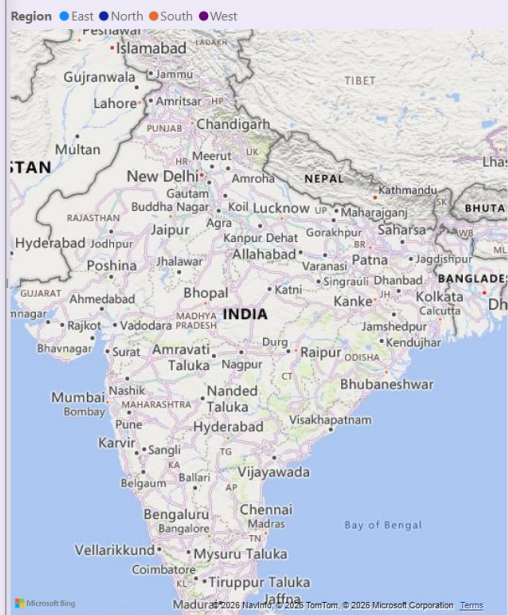 Region East North South West
Peshawar
Islamabad
LADAKH
Gujranwala
Jammu
TIBET
Lahore
Amritsar HP
PUNJAB
Chandigarh
Multan
HR
Meerut
UK
STAN
New Delhi
Amroha
NEPAL
Lhas
Gautam
Buddha Nagar
Kathmandu
SK
Koil Lucknow UP
Maharajganj
BHUTA
RAJASTHAN
Agra
Jaipur
Gorakhpur
Saharsa
WB
Hyderabad Jodhpur
Kanpur Dehat
BR
ML
Poshina
Jhalawar
Allahabad
Varanasi
Patna
Jagdishpur
Singrauli Dhanbad
BANGLADE
GUJARAT
Bhopal
Katni
Kanke
JH
Kolkata
Calcutta
Dh
mnagar
Ahmedabad
Rajkot
Vadodara
MADHYA
PRADESH
INDIA
Jamshedpur
Bhavnagar
Surat
Amravati
Taluka
Nagpur
Durg
Raipur
ODISHA
Kendujhar
CT
Bhubaneshwar
Nashik
Mumbai
Bombay
MAHARASHTRA
Nanded
Taluka
Pune
Hyderabad
Visakhapatnam
Karvir
Sangli
TG
KA
Vijayawada
Belgaum
Ballari
AP
Bengaluru
Bangalore
Chennai
Madras
Bay of Bengal
TN
Vellarikkund
Mysuru Taluka
Coimbatore
KL
Tiruppur Taluka
Jaffna
Microsoft Bing
Madurai
© 2026 NavInfo, © 2026 TomTom, © 2026 Microsoft Corporation Terms